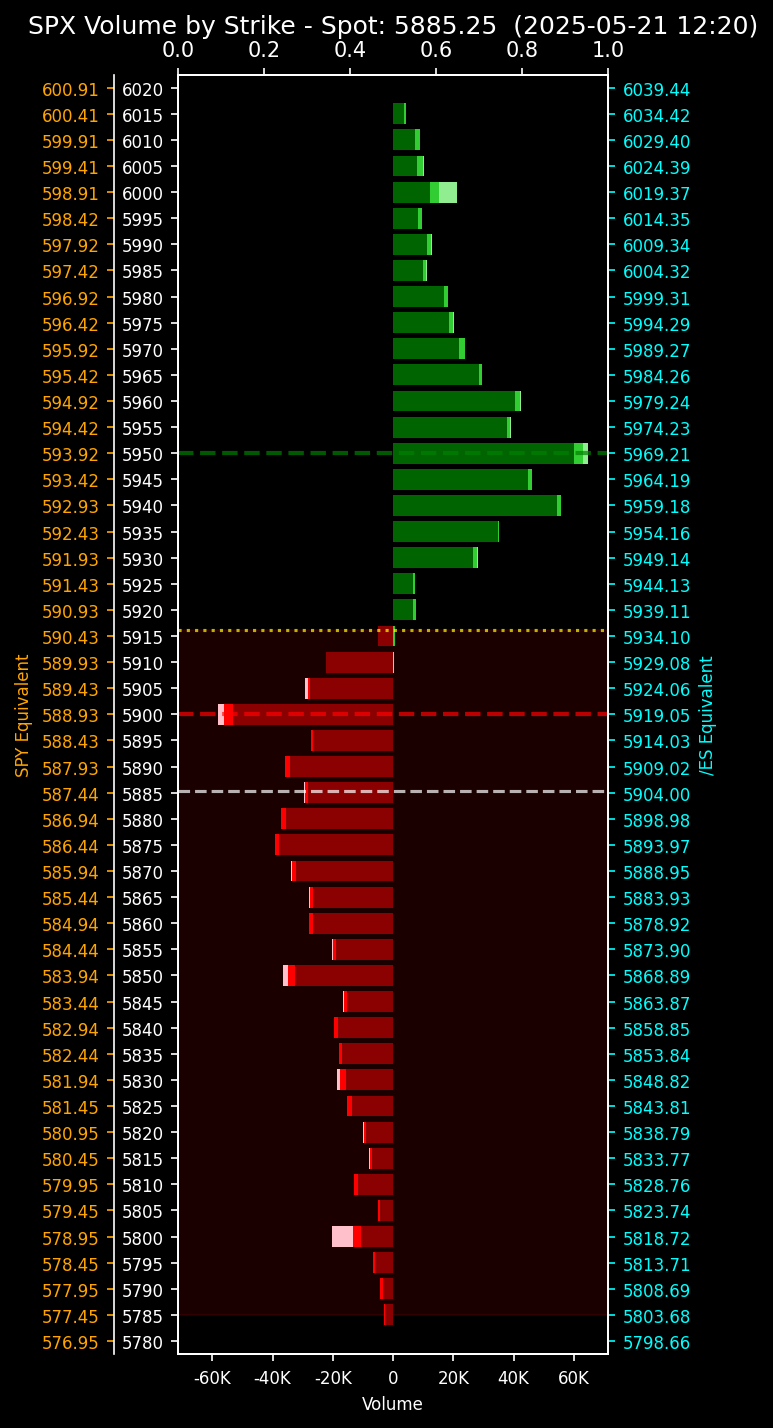 SPX Volume by Strike - Spot: 5885.25  (2025-05-21 12:20)
0.0 0.2 0.4 0.6 0.8 1.0
600.91 6020 6039.44
600.41 6015 6034.42
599.91 6010 6029.40
599.41 6005 6024.39
598.91 6000 6019.37
598.42 5995 6014.35
597.92 5990 6009.34
597.42 5985 6004.32
596.92 5980 5999.31
596.42 5975 5994.29
595.92 5970 5989.27
595.42 5965 5984.26
594.92 5960 5979.24
594.42 5955 5974.23
593.92 5950 5969.21
593.42 5945 5964.19
592.93 5940 5959.18
592.43 5935 5954.16
591.93 5930 5949.14
591.43 5925 5944.13
590.93 5920 5939.11
590.43 5915 5934.10
589.93 5910 5929.08
589.43 5905 5924.06
588.93 5900 5919.05
588.43 5895 5914.03
587.93 5890 5909.02
587.44 5885 5904.00
586.94 5880 5898.98
586.44 5875 5893.97
585.94 5870 5888.95
585.44 5865 5883.93
584.94 5860 5878.92
584.44 5855 5873.90
583.94 5850 5868.89
583.44 5845 5863.87
582.94 5840 5858.85
582.44 5835 5853.84
581.94 5830 5848.82
581.45 5825 5843.81
580.95 5820 5838.79
580.45 5815 5833.77
579.95 5810 5828.76
579.45 5805 5823.74
578.95 5800 5818.72
578.45 5795 5813.71
577.95 5790 5808.69
577.45 5785 5803.68
576.95 5780 5798.66
SPY Equivalent
/ES Equivalent
-60K -40K -20K 0 20K 40K 60K
Volume